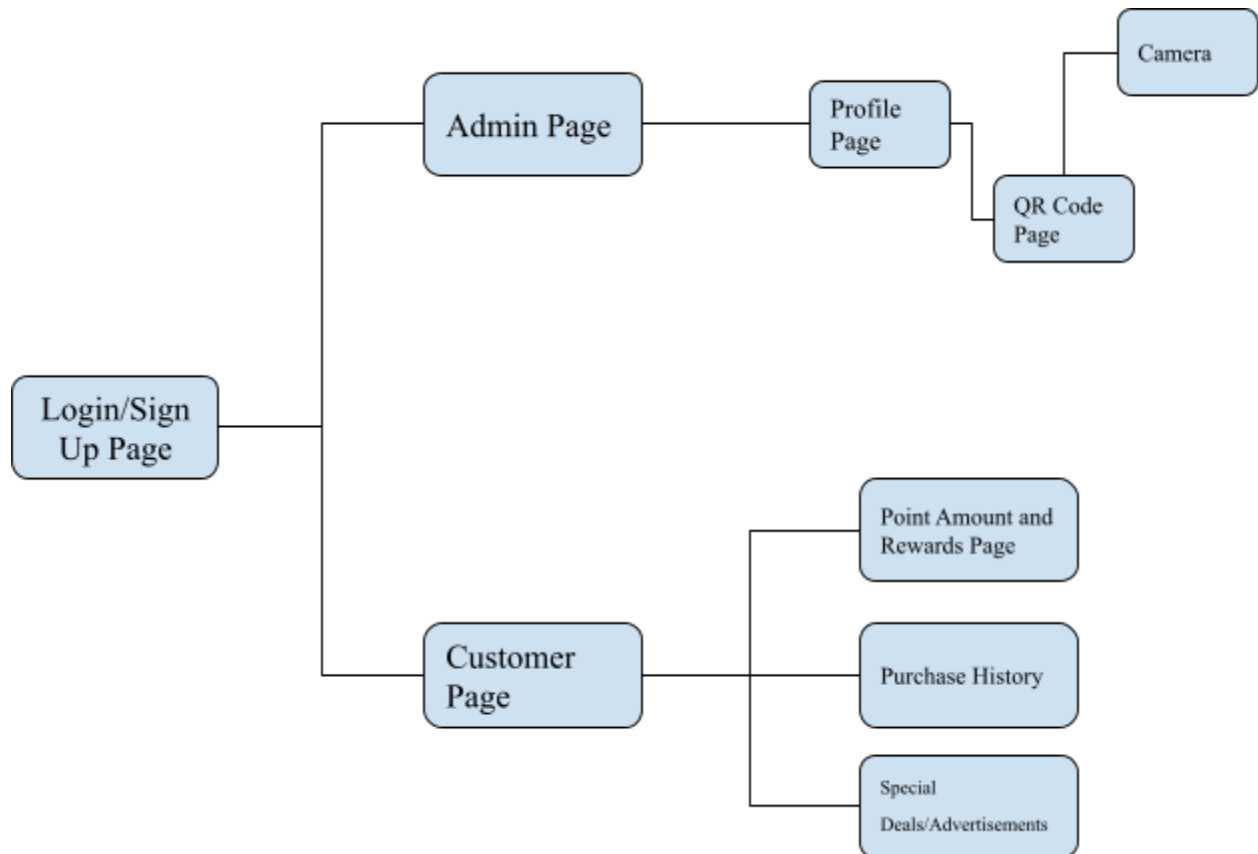 Camera
Admin Page
Profile
Page
QR Code
Page
Login/Sign
Up Page
Point Amount and
Rewards Page
Customer
Page
Purchase History
Special
Deals/Advertisements